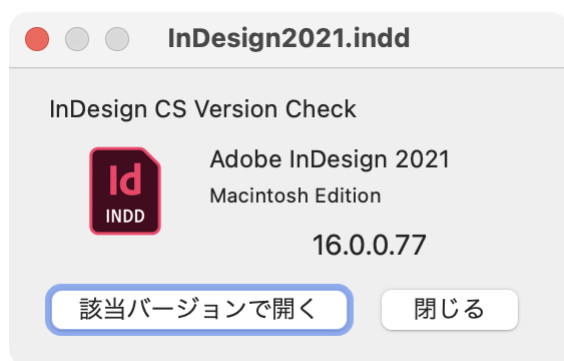 InDesign2021.indd
InDesign CS Version Check
Id
INDD
Adobe InDesign 2021
Macintosh Edition
16.0.0.77
該当バージョンで開く
閉じる